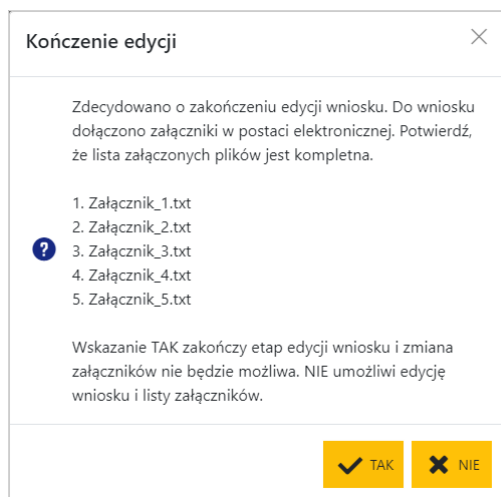 Kończenie edycji
Zdecydowano o zakończeniu edycji wniosku. Do wniosku
dołączono załączniki w postaci elektronicznej. Potwierdź,
że lista załączonych plików jest kompletna.
1. Załącznik_1.txt
2. Załącznik_2.txt
3. Załącznik_3.txt
4. Załącznik_4.txt
5. Załącznik_5.txt
Wskazanie TAK zakończy etap edycji wniosku i zmiana
załączników nie będzie możliwa. NIE umożliwi edycję
wniosku i listy załączników.
TAK NIE